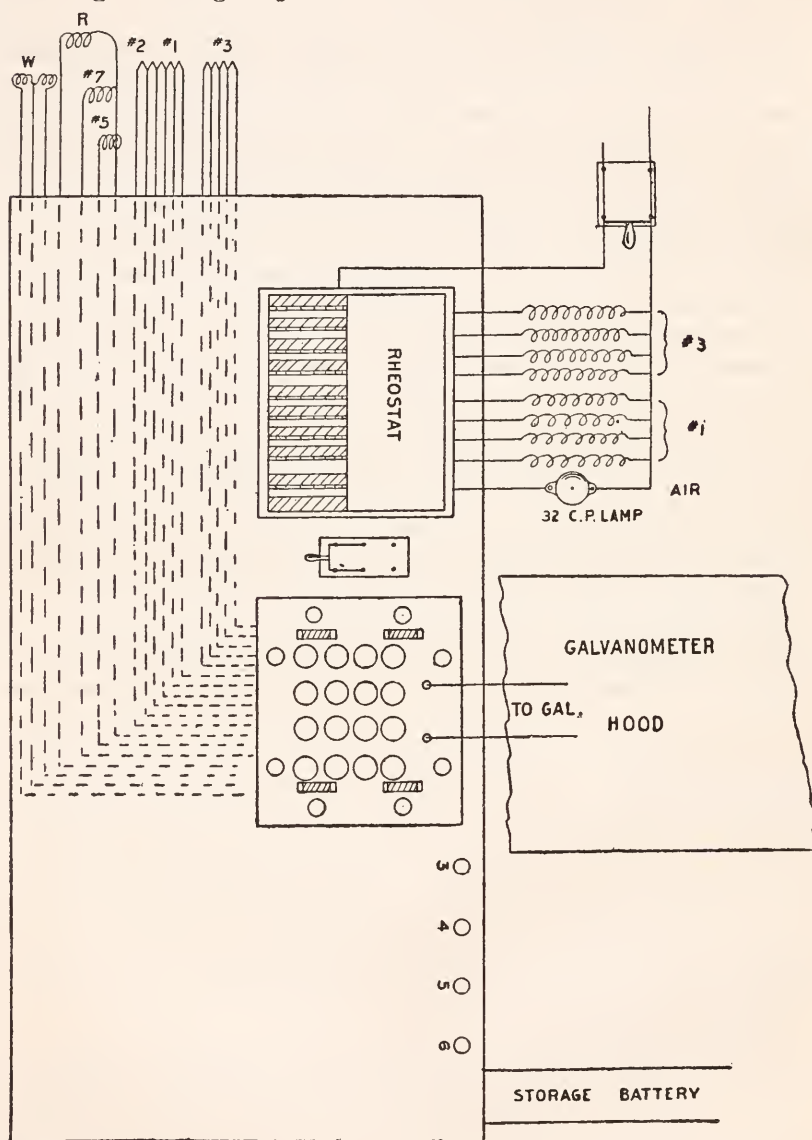 R
W
#2
#1
#3
#7
#5
RHEOSTAT
#3
#1
AIR
32 C.P. LAMP
GALVANOMETER
TO GAL.
HOOD
3
4
5
6
STORAGE BATTERY